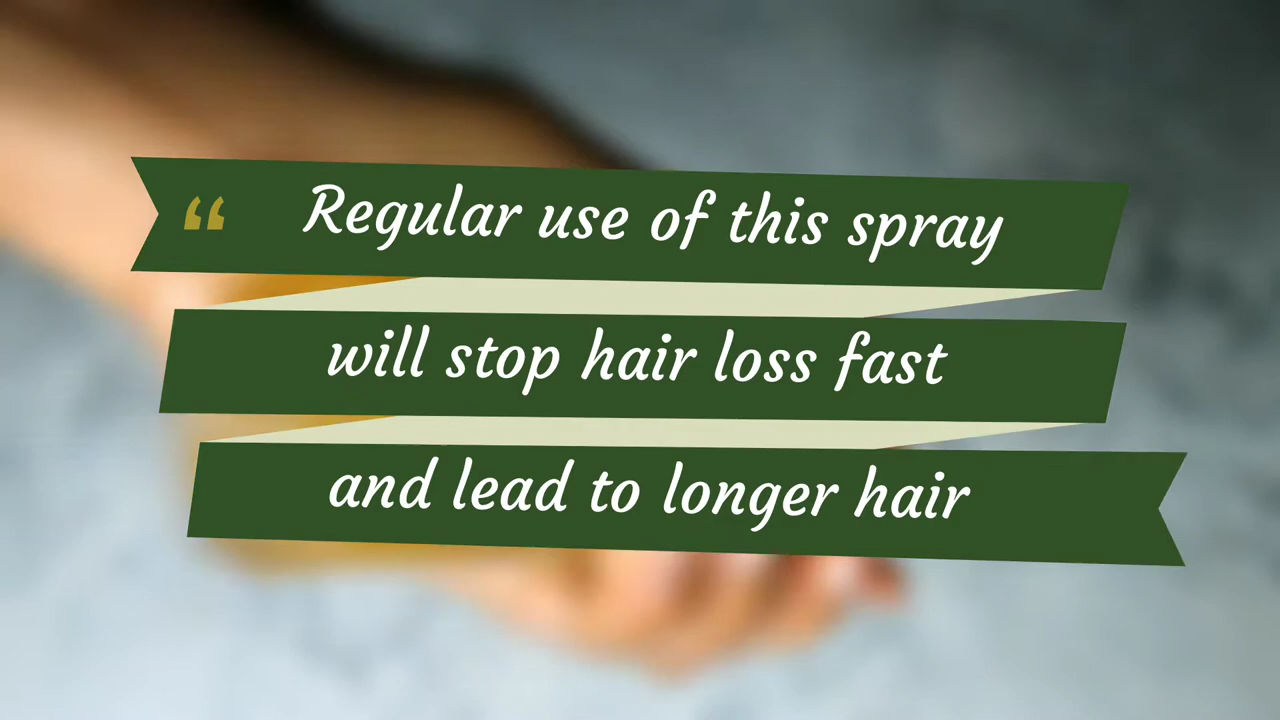 “ Regular use of this spray
will stop hair loss fast
and lead to longer hair